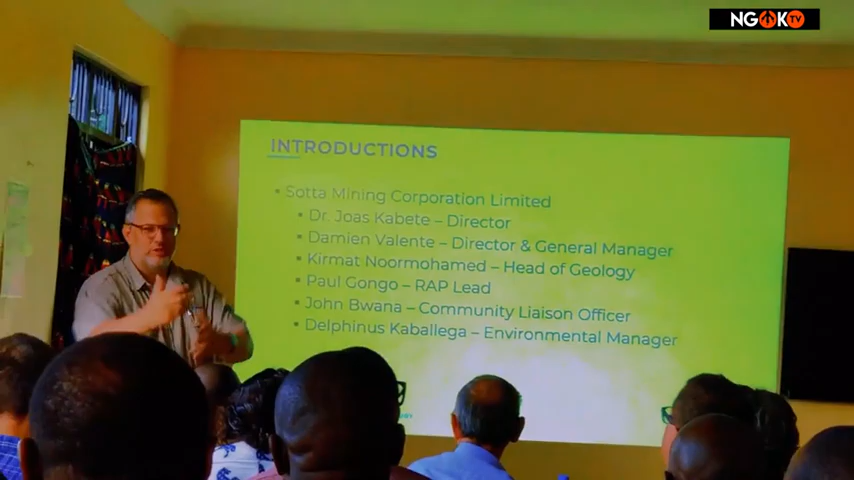 NGOKO TV
INTRODUCTIONS
Sotta Mining Corporation Limited
Dr. Joas Kabete – Director
Damien Valente – Director & General Manager
Kirmat Noormohamed – Head of Geology
Paul Gongo – RAP Lead
John Bwana – Community Liaison Officer
Delphinus Kaballega – Environmental Manager